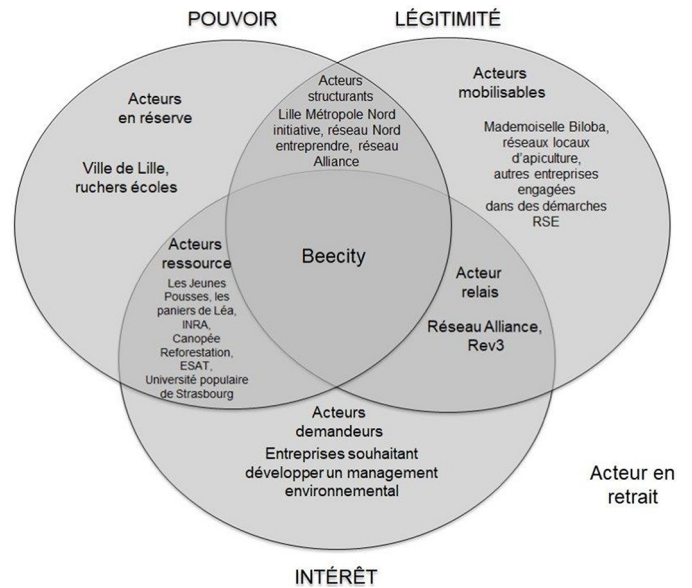 POUVOIR
LÉGITIMITÉ
Acteurs
en réserve
Ville de Lille,
ruchers écoles
Acteurs
structurants
Lille Métropole Nord
initiative, réseau Nord
entreprendre, réseau
Alliance
Acteurs
mobilisables
Mademoiselle Biloba,
réseaux locaux
d'apiculture,
autres entreprises
engagées
dans des démarches
RSE
Acteurs
ressource
Les Jeunes
Pousses, les
paniers de Léa,
INRA,
Canopée
Reforestation,
ESAT,
Université populaire
de Strasbourg
Beecity
Acteur
relais
Réseau Alliance,
Rev3
Acteurs
demandeurs
Entreprises souhaitant
développer un management
environnemental
Acteur en
retrait
INTÉRÊT